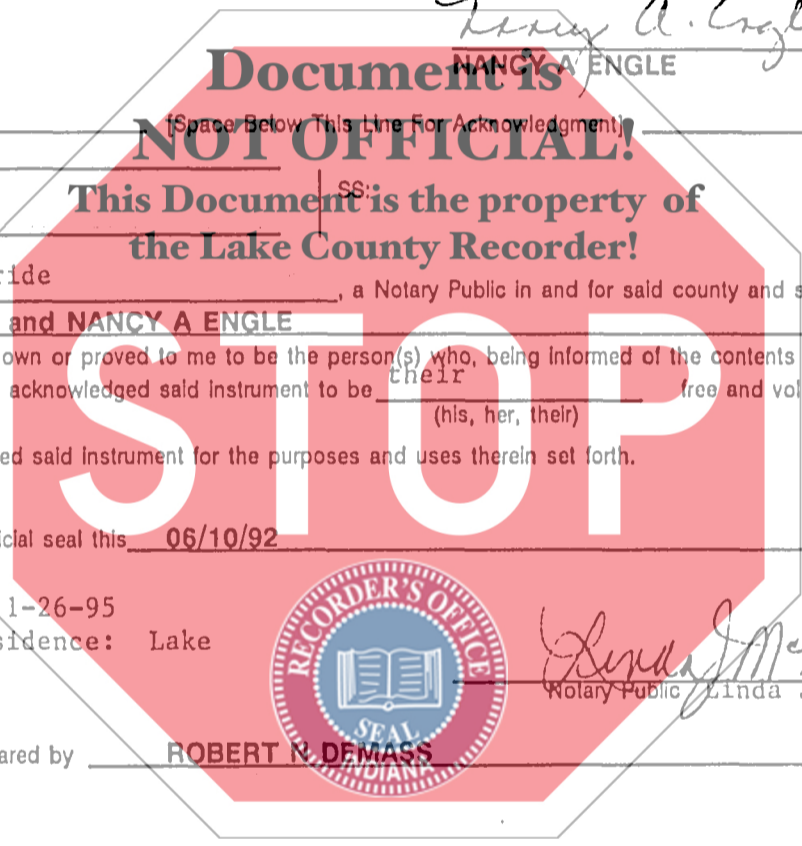 Nancy A. Engl
NANCY A ENGLE
Document is
[Space Below This Line For Acknowledgment]
NOT OFFICIAL!
SS:
This Document is the property of
the Lake County Recorder!
ride
, a Notary Public in and for said county and s
and NANCY A ENGLE
STOP
own or proved to me to be the person(s) who, being informed of the contents
acknowledged said instrument to be their free and vol
(his, her, their)
ed said instrument for the purposes and uses therein set forth.
cial seal this 06/10/92
1-26-95
sidence: Lake
RECORDER'S OFFICE
SEAL
INDIANA
Linda J Mc
Notary Public Linda J
ared by ROBERT N DEMASS